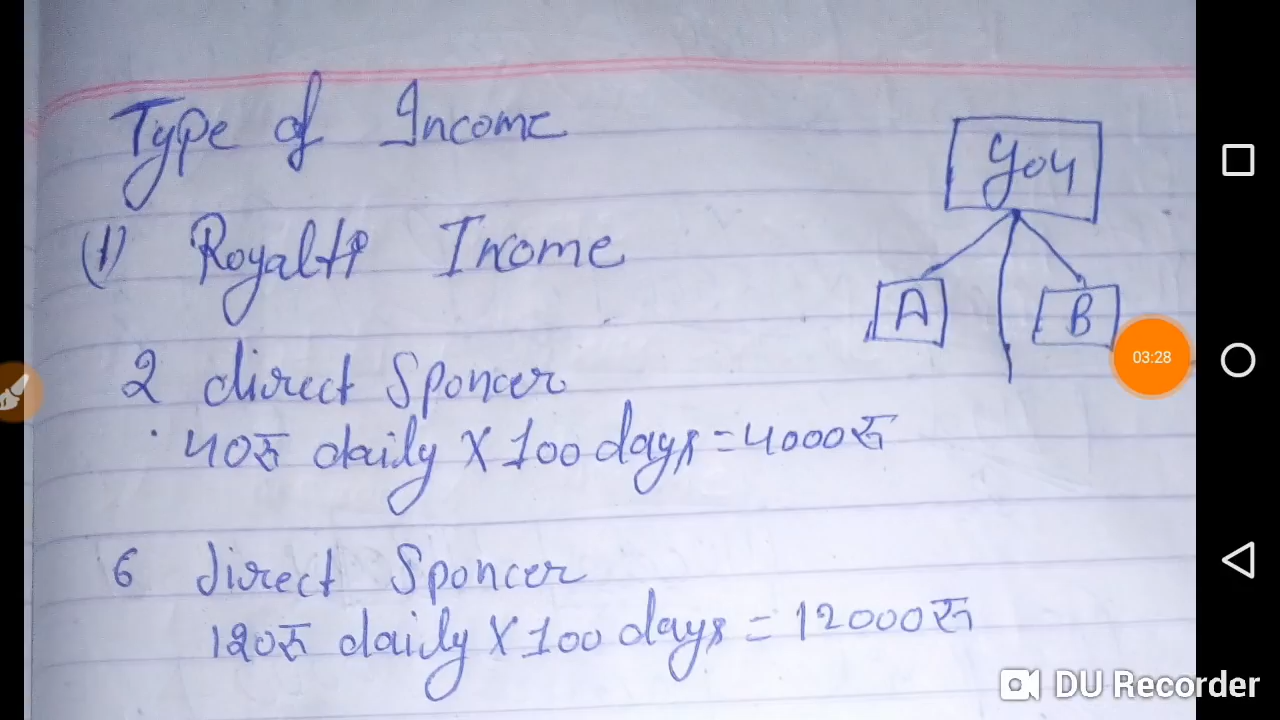 Type of Income
You
(1) Royalti Income
A
B
03:28
2 direct Sponcer
40रु daily X 100 days = 4000रु
6 direct Sponcer
120रु daily X 100 days = 12000रु
DU Recorder